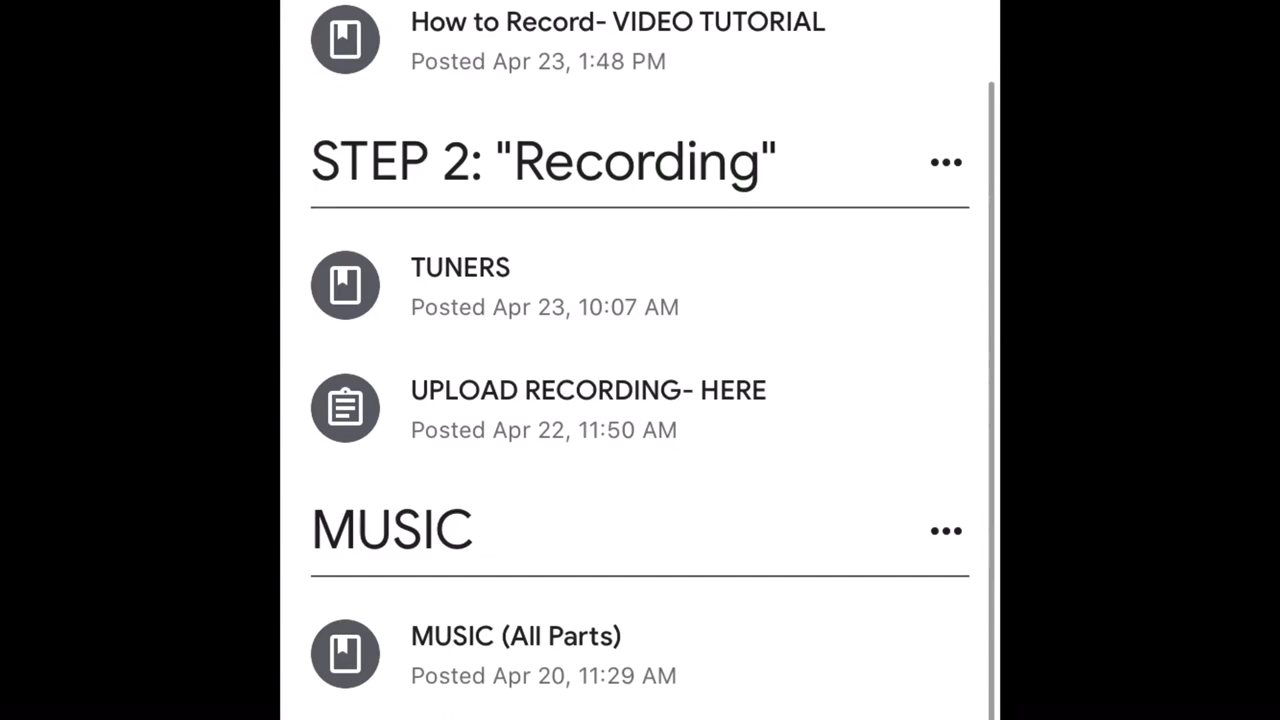 How to Record- VIDEO TUTORIAL
Posted Apr 23, 1:48 PM
STEP 2: "Recording"
TUNERS
Posted Apr 23, 10:07 AM
UPLOAD RECORDING- HERE
Posted Apr 22, 11:50 AM
MUSIC
MUSIC (All Parts)
Posted Apr 20, 11:29 AM